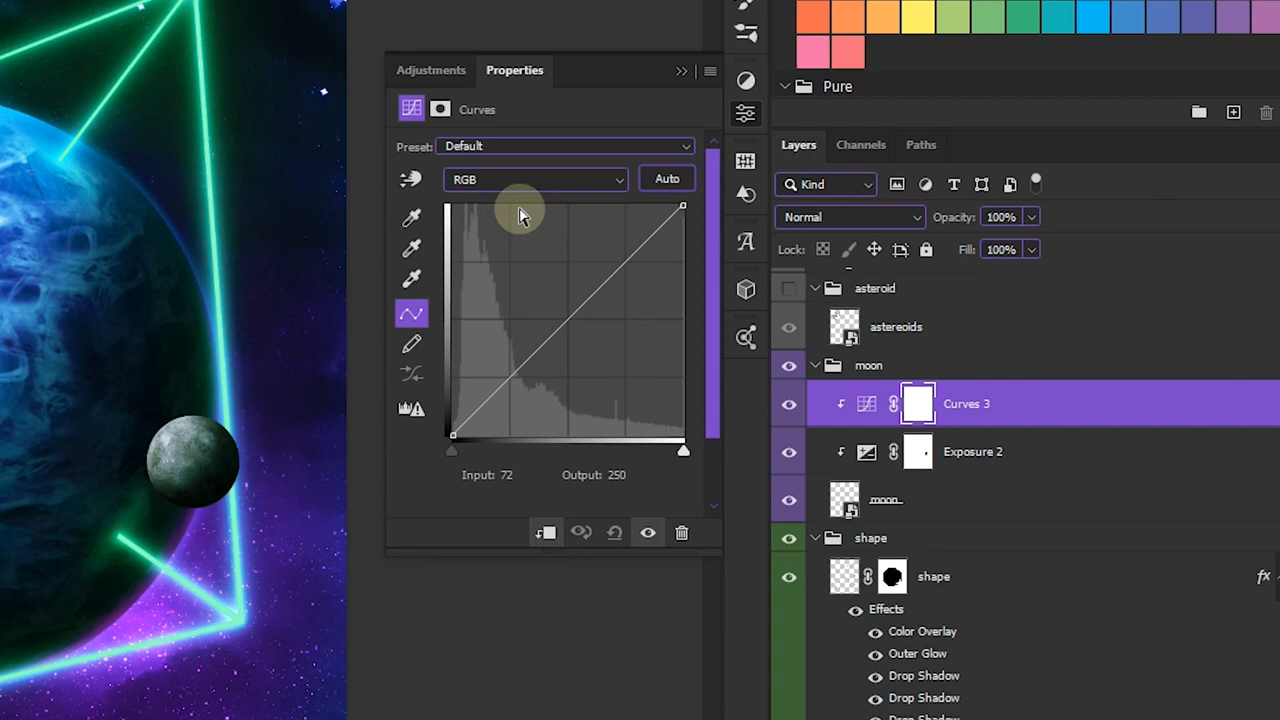 Pure
Adjustments
Properties
Curves
Preset:
Default
RGB
Auto
Input: 72
Output: 250
Layers
Channels
Paths
Kind
Normal
Opacity:
100%
Lock:
Fill:
100%
asteroid
astereoids
moon
Curves 3
Exposure 2
moon
shape
shape
fx
Effects
Color Overlay
Outer Glow
Drop Shadow
Drop Shadow